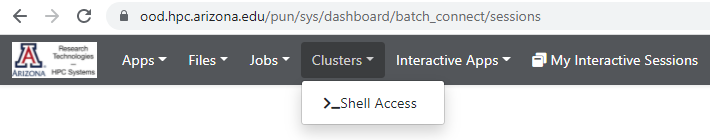 ood.hpc.arizona.edu/pun/sys/dashboard/batch_connect/sessions
A
ARIZONA
Research
Technologies
—
HPC Systems
Apps
Files
Jobs
Clusters
Interactive Apps
My Interactive Sessions
>_Shell Access